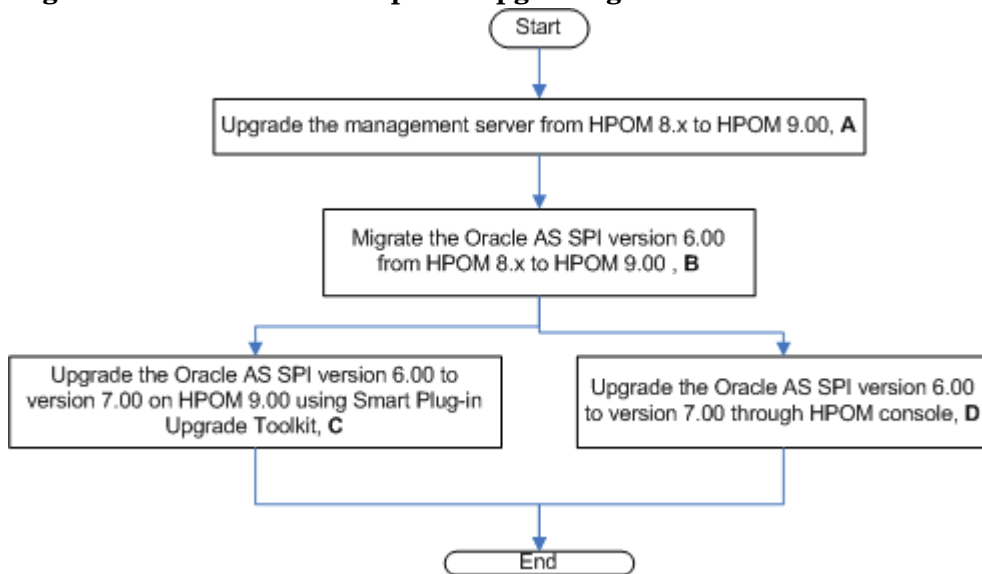 Start
Upgrade the management server from HPOM 8.x to HPOM 9.00, A
Migrate the Oracle AS SPI version 6.00
from HPOM 8.x to HPOM 9.00 , B
Upgrade the Oracle AS SPI version 6.00 to
version 7.00 on HPOM 9.00 using Smart Plug-in
Upgrade Toolkit, C
Upgrade the Oracle AS SPI version 6.00
to version 7.00 through HPOM console, D
End